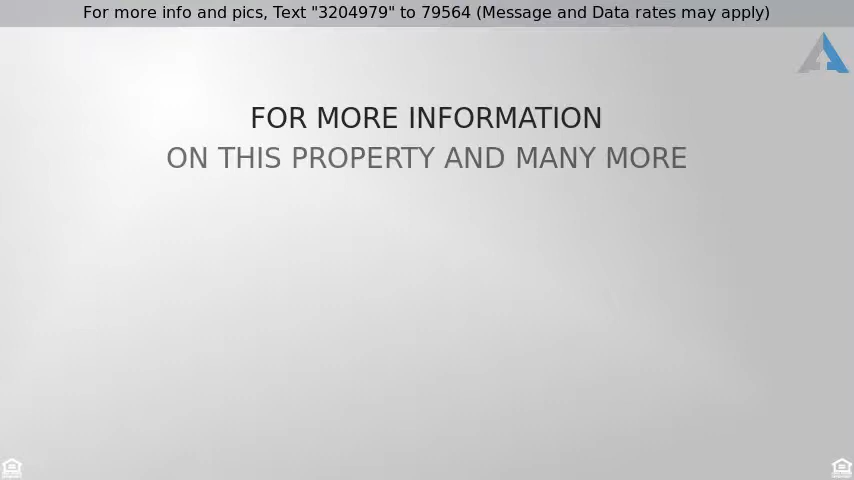 For more info and pics, Text "3204979" to 79564 (Message and Data rates may apply)
FOR MORE INFORMATION
ON THIS PROPERTY AND MANY MORE